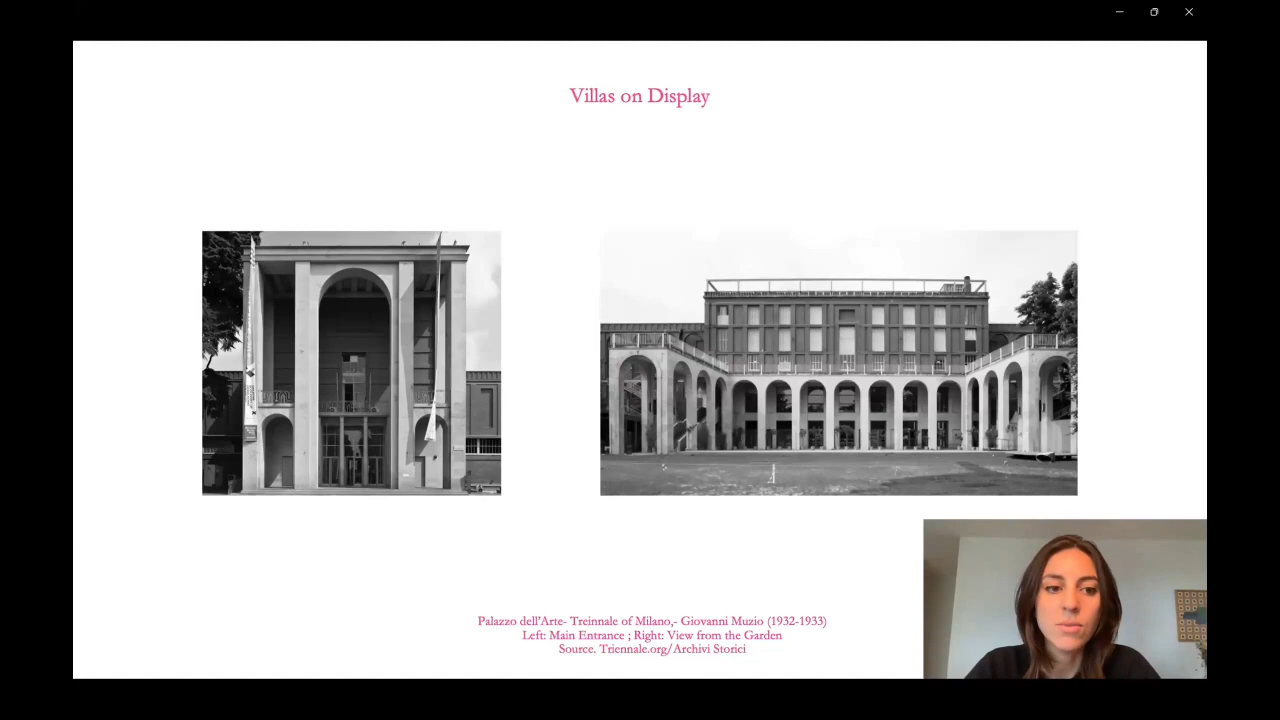 Villas on Display
Palazzo dell'Arte- Treinnale of Milano,- Giovanni Muzio (1932-1933)
Left: Main Entrance ; Right: View from the Garden
Source. Triennale.org/Archivi Storici